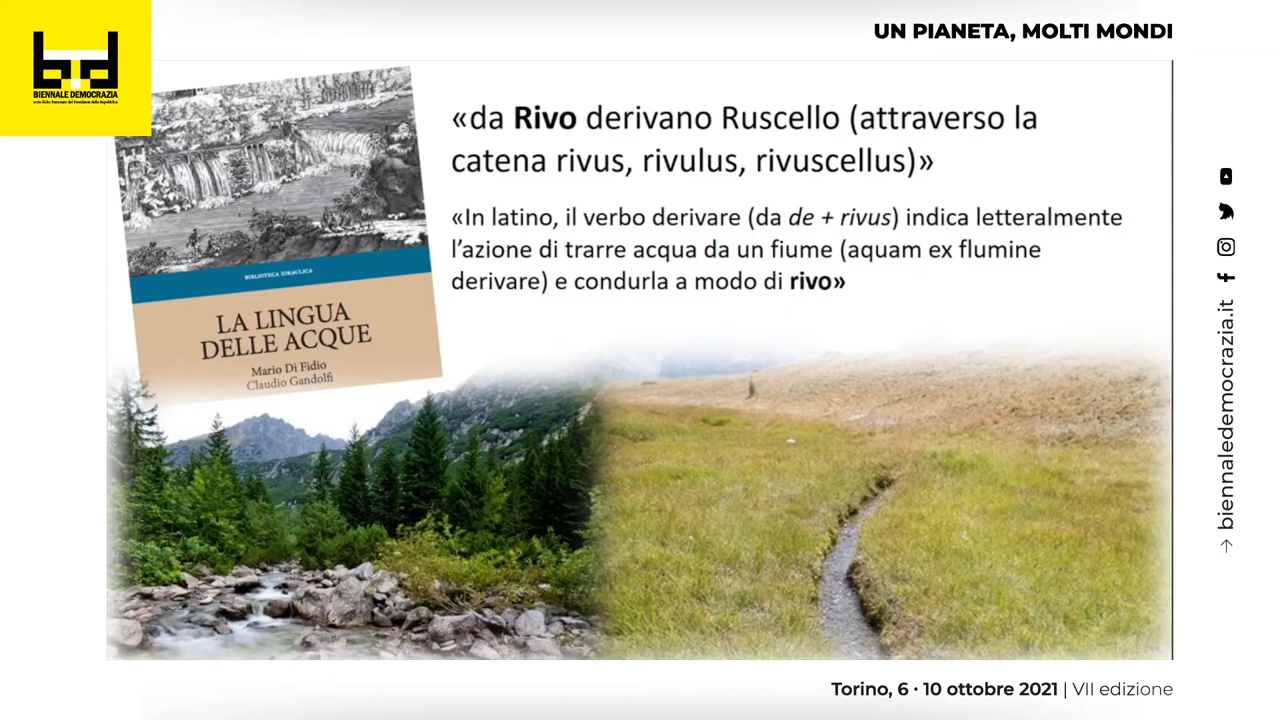 UN PIANETA, MOLTI MONDI
BIENNALE DEMOCRAZIA
«da Rivo derivano Ruscello (attraverso la
catena rivus, rivulus, rivuscellus)»
«In latino, il verbo derivare (da de + rivus) indica letteralmente
l’azione di trarre acqua da un fiume (aquam ex flumine
derivare) e condurla a modo di rivo»
BIBLIOTECA IDRAULICA
LA LINGUA
DELLE ACQUE
Mario Di Fidio
Claudio Gandolfi
→ biennaledemocrazia.it
Torino, 6 · 10 ottobre 2021 | VII edizione